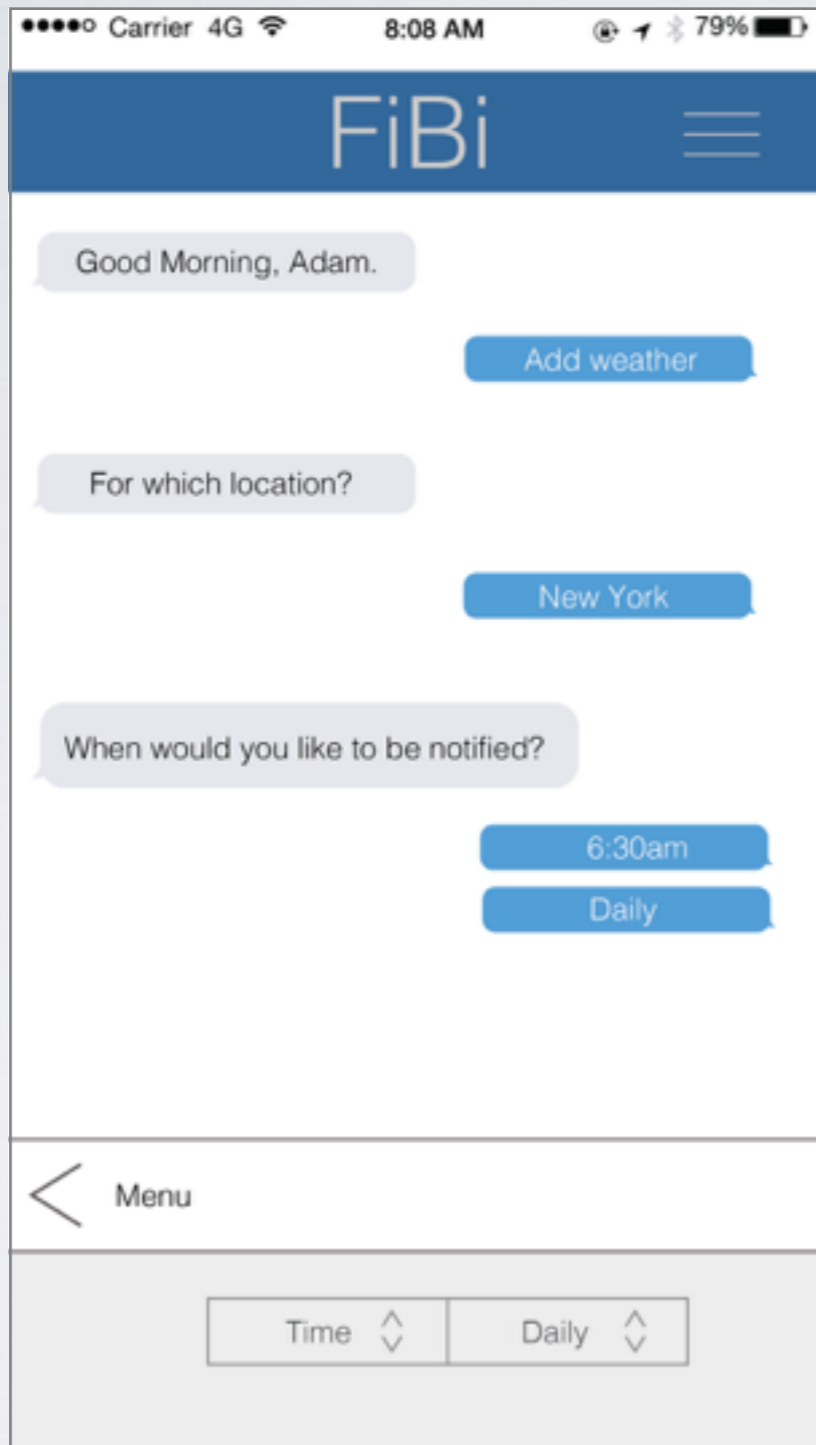 Carrier 4G 8:08 AM 79%
FiBi
Good Morning, Adam.
Add weather
For which location?
New York
When would you like to be notified?
6:30am
Daily
Menu
Time Daily